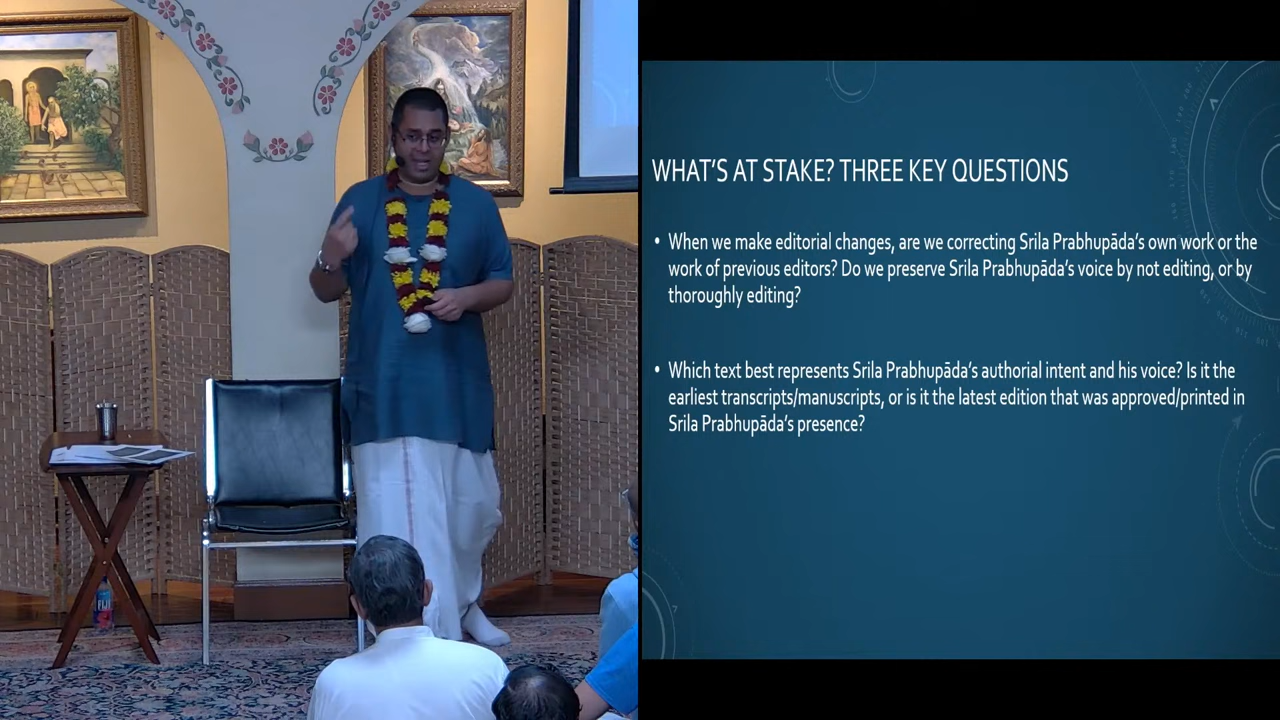 WHAT'S AT STAKE? THREE KEY QUESTIONS
• When we make editorial changes, are we correcting Srila Prabhupāda's own work or the
work of previous editors? Do we preserve Srila Prabhupāda's voice by not editing, or by
thoroughly editing?
• Which text best represents Srila Prabhupāda's authorial intent and his voice? Is it the
earliest transcripts/manuscripts, or is it the latest edition that was approved/printed in
Srila Prabhupāda's presence?
FIJI